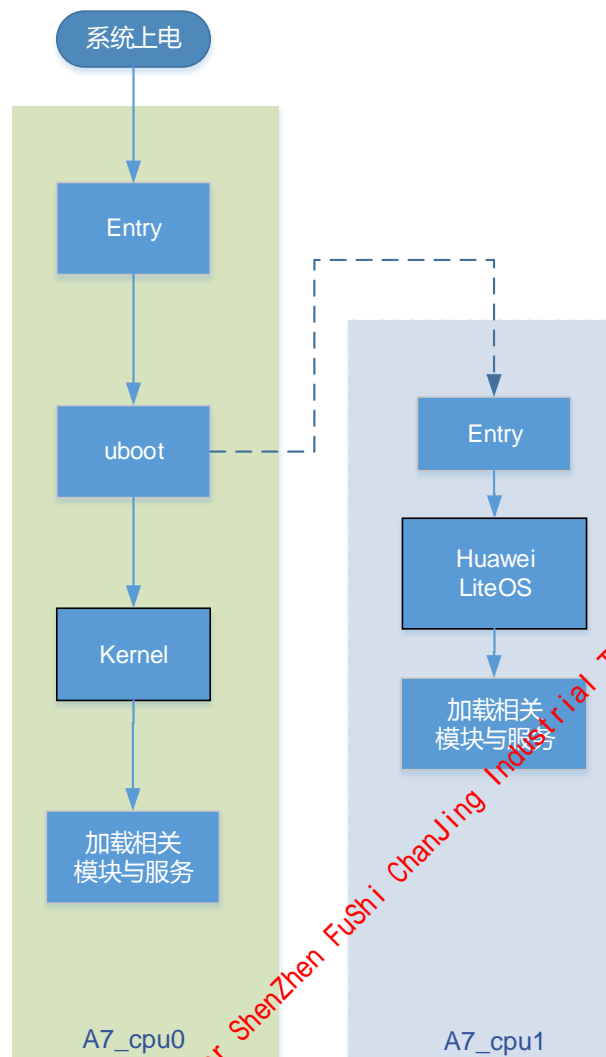 系统上电
Entry
uboot
Kernel
加载相关
模块与服务
A7_cpu0
Entry
Huawei
LiteOS
加载相关
模块与服务
A7_cpu1
ShenZhen FuShi ChanJing Industrial